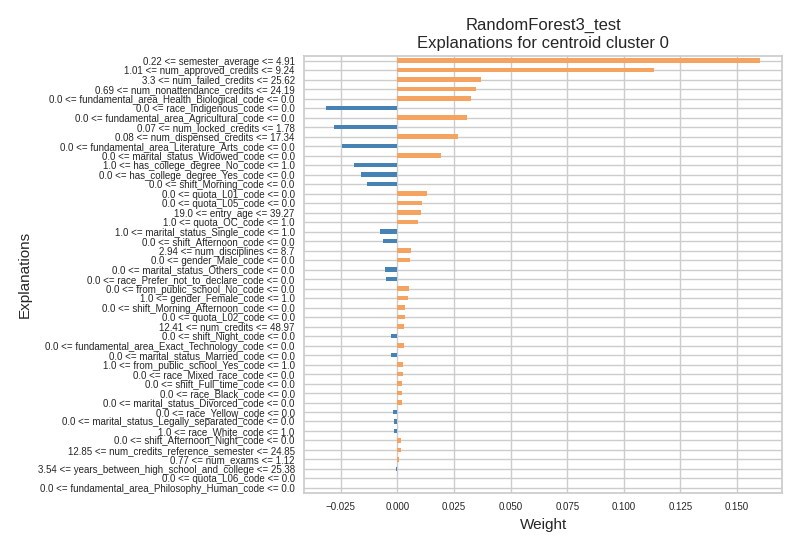 RandomForest3_test
Explanations for centroid cluster 0
0.22 <= semester_average <= 4.91
1.01 <= num_approved_credits <= 9.24
3.3 <= num_failed_credits <= 25.62
0.69 <= num_nonattendance_credits <= 24.19
0.0 <= fundamental_area_Health_Biological_code <= 0.0
0.0 <= race_Indigenous_code <= 0.0
0.0 <= fundamental_area_Agricultural_code <= 0.0
0.07 <= num_locked_credits <= 1.78
0.08 <= num_dispensed_credits <= 17.34
0.0 <= fundamental_area_Literature_Arts_code <= 0.0
0.0 <= marital_status_Widowed_code <= 0.0
1.0 <= has_college_degree_No_code <= 1.0
0.0 <= has_college_degree_Yes_code <= 0.0
0.0 <= shift_Morning_code <= 0.0
0.0 <= quota_L01_code <= 0.0
0.0 <= quota_L05_code <= 0.0
19.0 <= entry_age <= 39.27
1.0 <= quota_OC_code <= 1.0
1.0 <= marital_status_Single_code <= 1.0
0.0 <= shift_Afternoon_code <= 0.0
2.94 <= num_disciplines <= 8.7
0.0 <= gender_Male_code <= 0.0
0.0 <= marital_status_Others_code <= 0.0
0.0 <= race_Prefer_not_to_declare_code <= 0.0
0.0 <= from_public_school_No_code <= 0.0
1.0 <= gender_Female_code <= 1.0
0.0 <= shift_Morning_Afternoon_code <= 0.0
0.0 <= quota_L02_code <= 0.0
12.41 <= num_credits <= 48.97
0.0 <= shift_Night_code <= 0.0
0.0 <= fundamental_area_Exact_Technology_code <= 0.0
0.0 <= marital_status_Married_code <= 0.0
1.0 <= from_public_school_Yes_code <= 1.0
0.0 <= race_Mixed_race_code <= 0.0
0.0 <= shift_Full_time_code <= 0.0
0.0 <= race_Black_code <= 0.0
0.0 <= marital_status_Divorced_code <= 0.0
0.0 <= race_Yellow_code <= 0.0
0.0 <= marital_status_Legally_separated_code <= 0.0
1.0 <= race_White_code <= 1.0
0.0 <= shift_Afternoon_Night_code <= 0.0
12.85 <= num_credits_reference_semester <= 24.85
0.77 <= num_exams <= 1.12
3.54 <= years_between_high_school_and_college <= 25.38
0.0 <= quota_L06_code <= 0.0
0.0 <= fundamental_area_Philosophy_Human_code <= 0.0
Explanations
−0.025 0.000 0.025 0.050 0.075 0.100 0.125 0.150
Weight